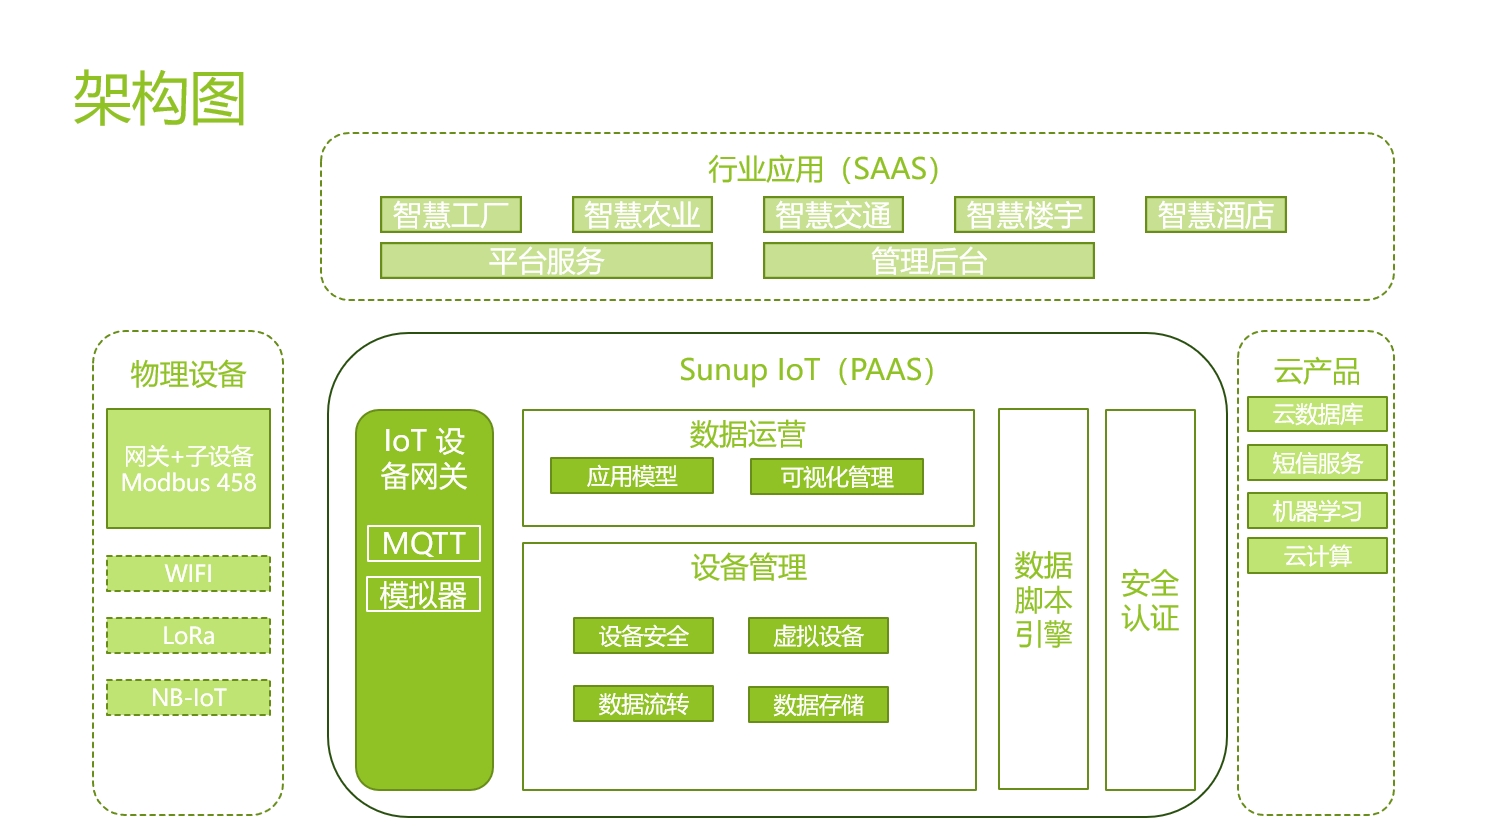 架构图
行业应用（SAAS）
智慧工厂
智慧农业
智慧交通
智慧楼宇
智慧酒店
平台服务
管理后台
物理设备
网关+子设备
Modbus 458
WIFI
LoRa
NB-IoT
Sunup IoT（PAAS）
IoT 设
备网关
MQTT
模拟器
数据运营
应用模型
可视化管理
设备管理
设备安全
虚拟设备
数据流转
数据存储
数据
脚本
引擎
安全
认证
云产品
云数据库
短信服务
机器学习
云计算